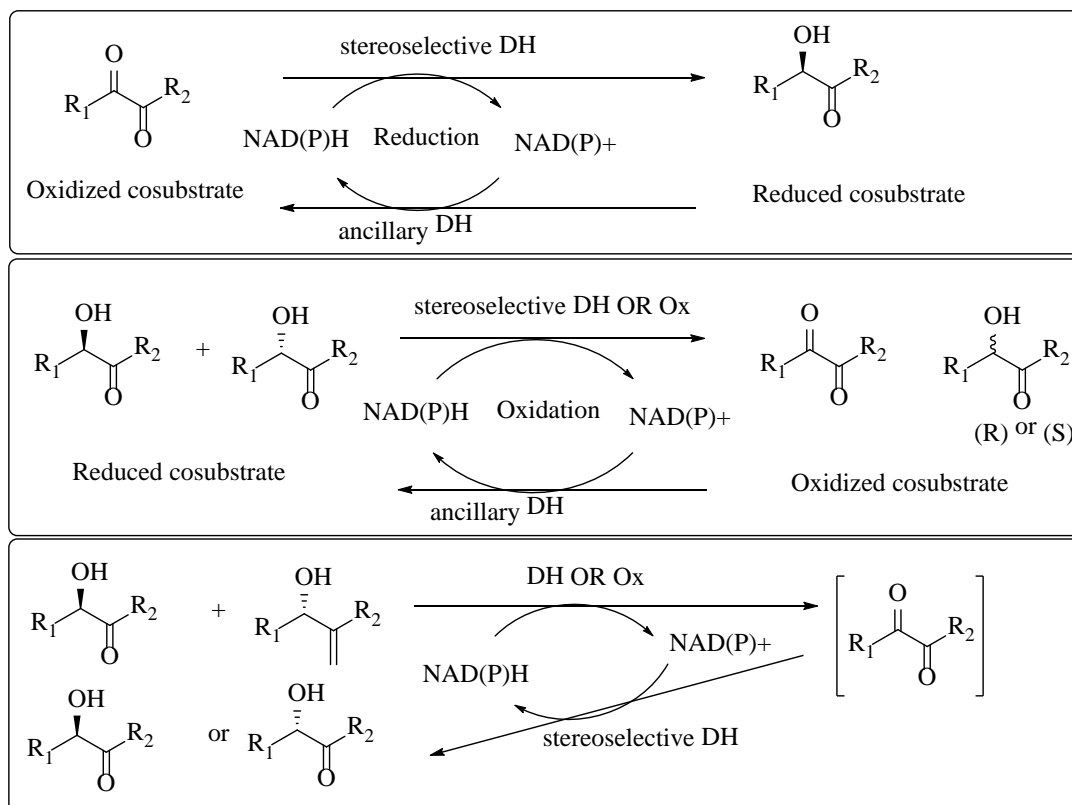 OH
stereoselective DH
O
R1
R2
O
R1
R2
O
NAD(P)H
Reduction
NAD(P)+
Oxidized cosubstrate
Reduced cosubstrate
ancillary DH
OH
OH
stereoselective DH OR Ox
O
OH
R1
R2
+
R1
R2
R1
R2
R1
R2
O
O
NAD(P)H
Oxidation
NAD(P)+
O
O
(R) or (S)
Reduced cosubstrate
Oxidized cosubstrate
ancillary DH
OH
OH
DH OR Ox
O
R1
R2
+
R1
R2
R1
R2
O
NAD(P)H
NAD(P)+
O
OH
OH
R1
R2
or
R1
R2
stereoselective DH
O
O